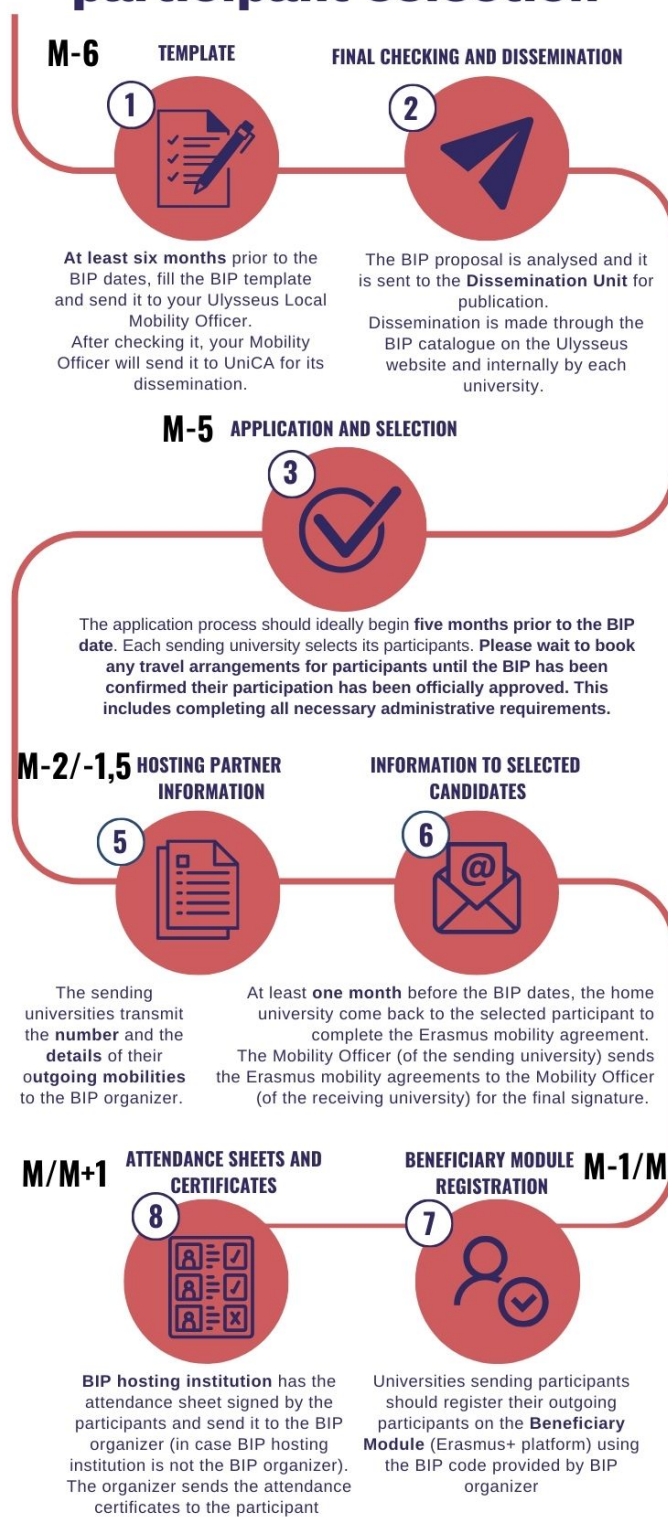 participant selection
M-6
TEMPLATE
1
At least six months prior to the
BIP dates, fill the BIP template
and send it to your Ulysseus Local
Mobility Officer.
After checking it, your Mobility
Officer will send it to UniCA for its
dissemination.
FINAL CHECKING AND DISSEMINATION
2
The BIP proposal is analysed and it
is sent to the Dissemination Unit for
publication.
Dissemination is made through the
BIP catalogue on the Ulysseus
website and internally by each
university.
M-5
APPLICATION AND SELECTION
3
The application process should ideally begin five months prior to the BIP
date. Each sending university selects its participants. Please wait to book
any travel arrangements for participants until the BIP has been
confirmed their participation has been officially approved. This
includes completing all necessary administrative requirements.
M-2/-1,5
HOSTING PARTNER
INFORMATION
5
The sending
universities transmit
the number and the
details of their
outgoing mobilities
to the BIP organizer.
INFORMATION TO SELECTED
CANDIDATES
6
@
At least one month before the BIP dates, the home
university come back to the selected participant to
complete the Erasmus mobility agreement.
The Mobility Officer (of the sending university) sends
the Erasmus mobility agreements to the Mobility Officer
(of the receiving university) for the final signature.
BENEFICIARY MODULE
REGISTRATION
M-1/M
7
Universities sending participants
should register their outgoing
participants on the Beneficiary
Module (Erasmus+ platform) using
the BIP code provided by BIP
organizer
M/M+1
ATTENDANCE SHEETS AND
CERTIFICATES
8
BIP hosting institution has the
attendance sheet signed by the
participants and send it to the BIP
organizer (in case BIP hosting
institution is not the BIP organizer).
The organizer sends the attendance
certificates to the participant